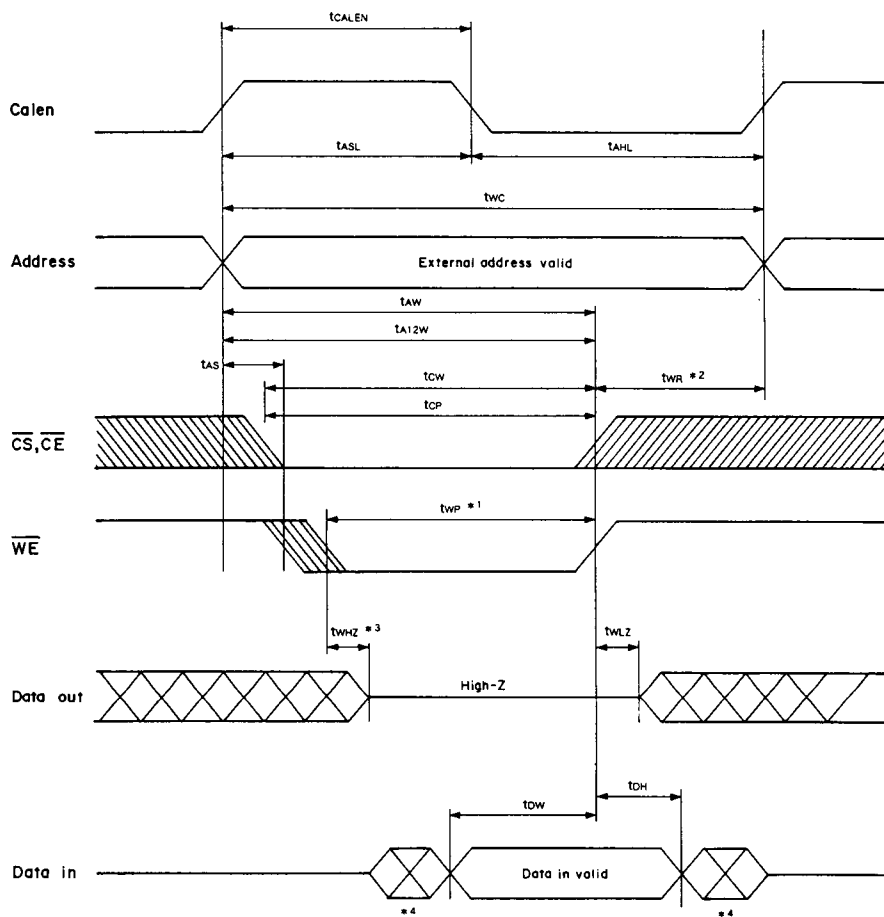 tCALEN
Calen
tASL
tAHL
tWC
Address
External address valid
tAW
tA12W
tAS
tCW
tWR *2
tCP
CS,CE
tWP *1
WE
tWHZ *3
tWLZ
High-Z
Data out
tDH
tDW
Data in
Data in valid
*4
*4